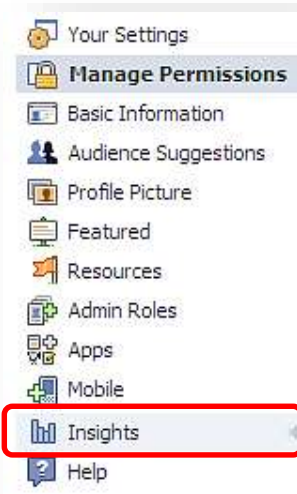 Your Settings
Manage Permissions
Basic Information
Audience Suggestions
Profile Picture
Featured
Resources
Admin Roles
Apps
Mobile
Insights
Help